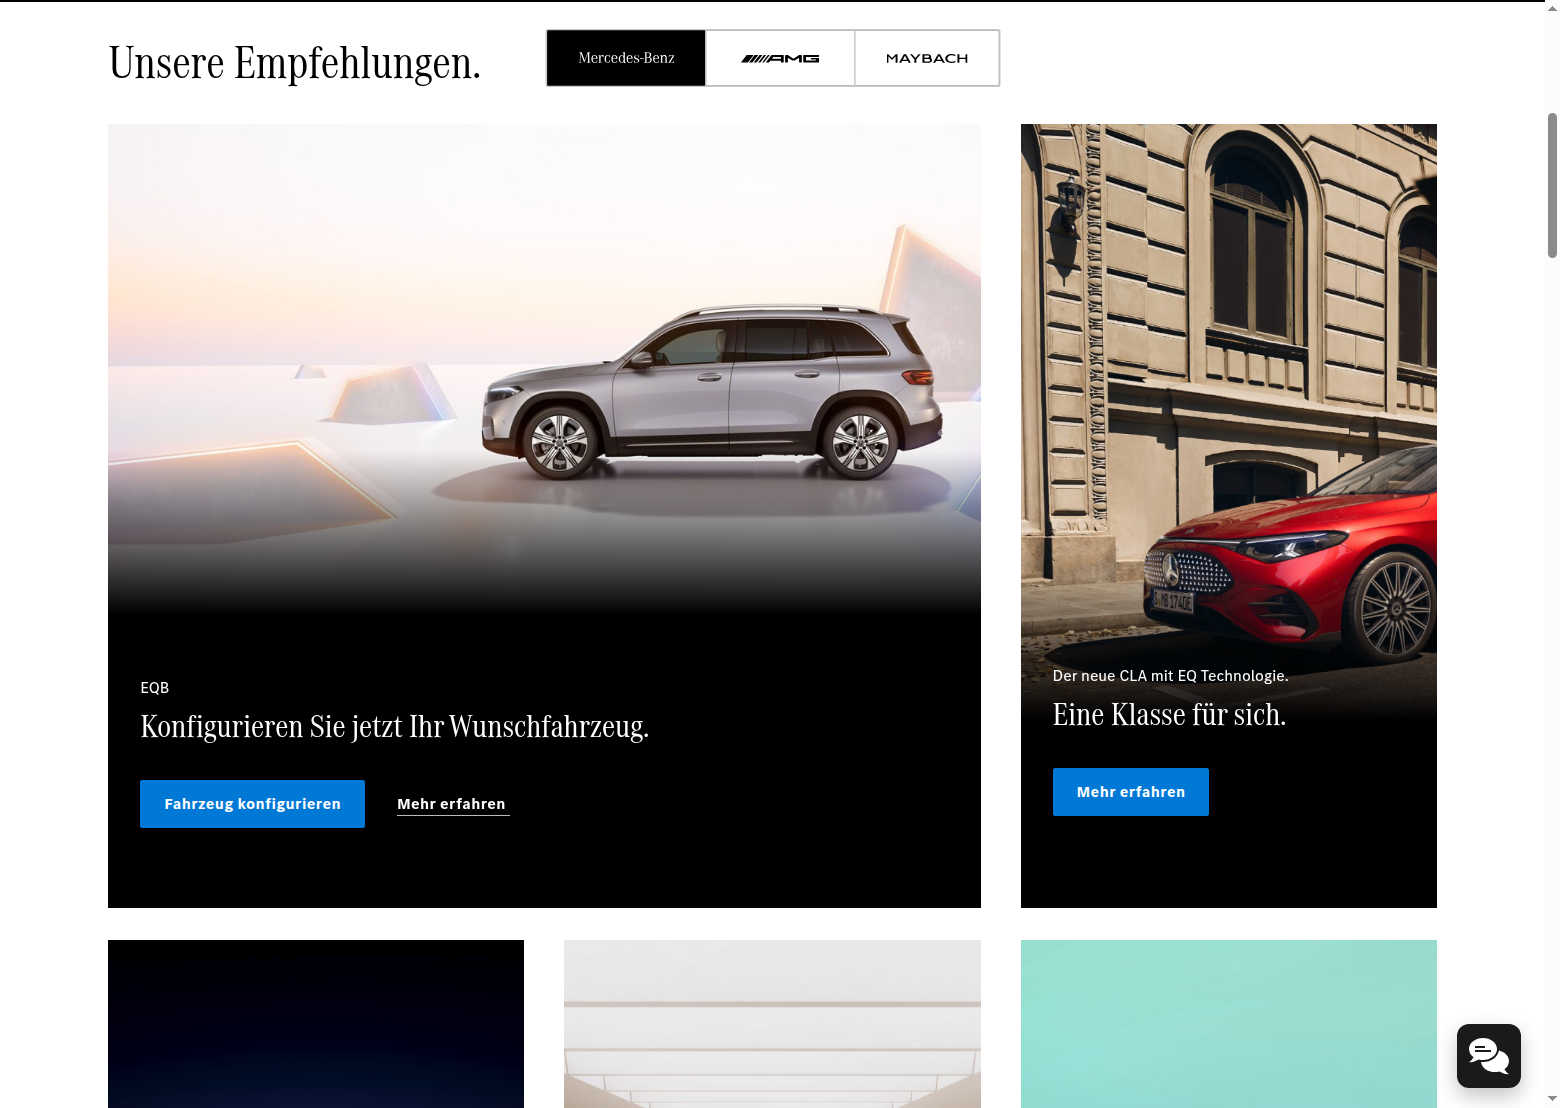 Unsere Empfehlungen.
Mercedes-Benz
AMG
MAYBACH
EQB
Konfigurieren Sie jetzt Ihr Wunschfahrzeug.
Fahrzeug konfigurieren
Mehr erfahren
S·MB 1740E
Der neue CLA mit EQ Technologie.
Eine Klasse für sich.
Mehr erfahren